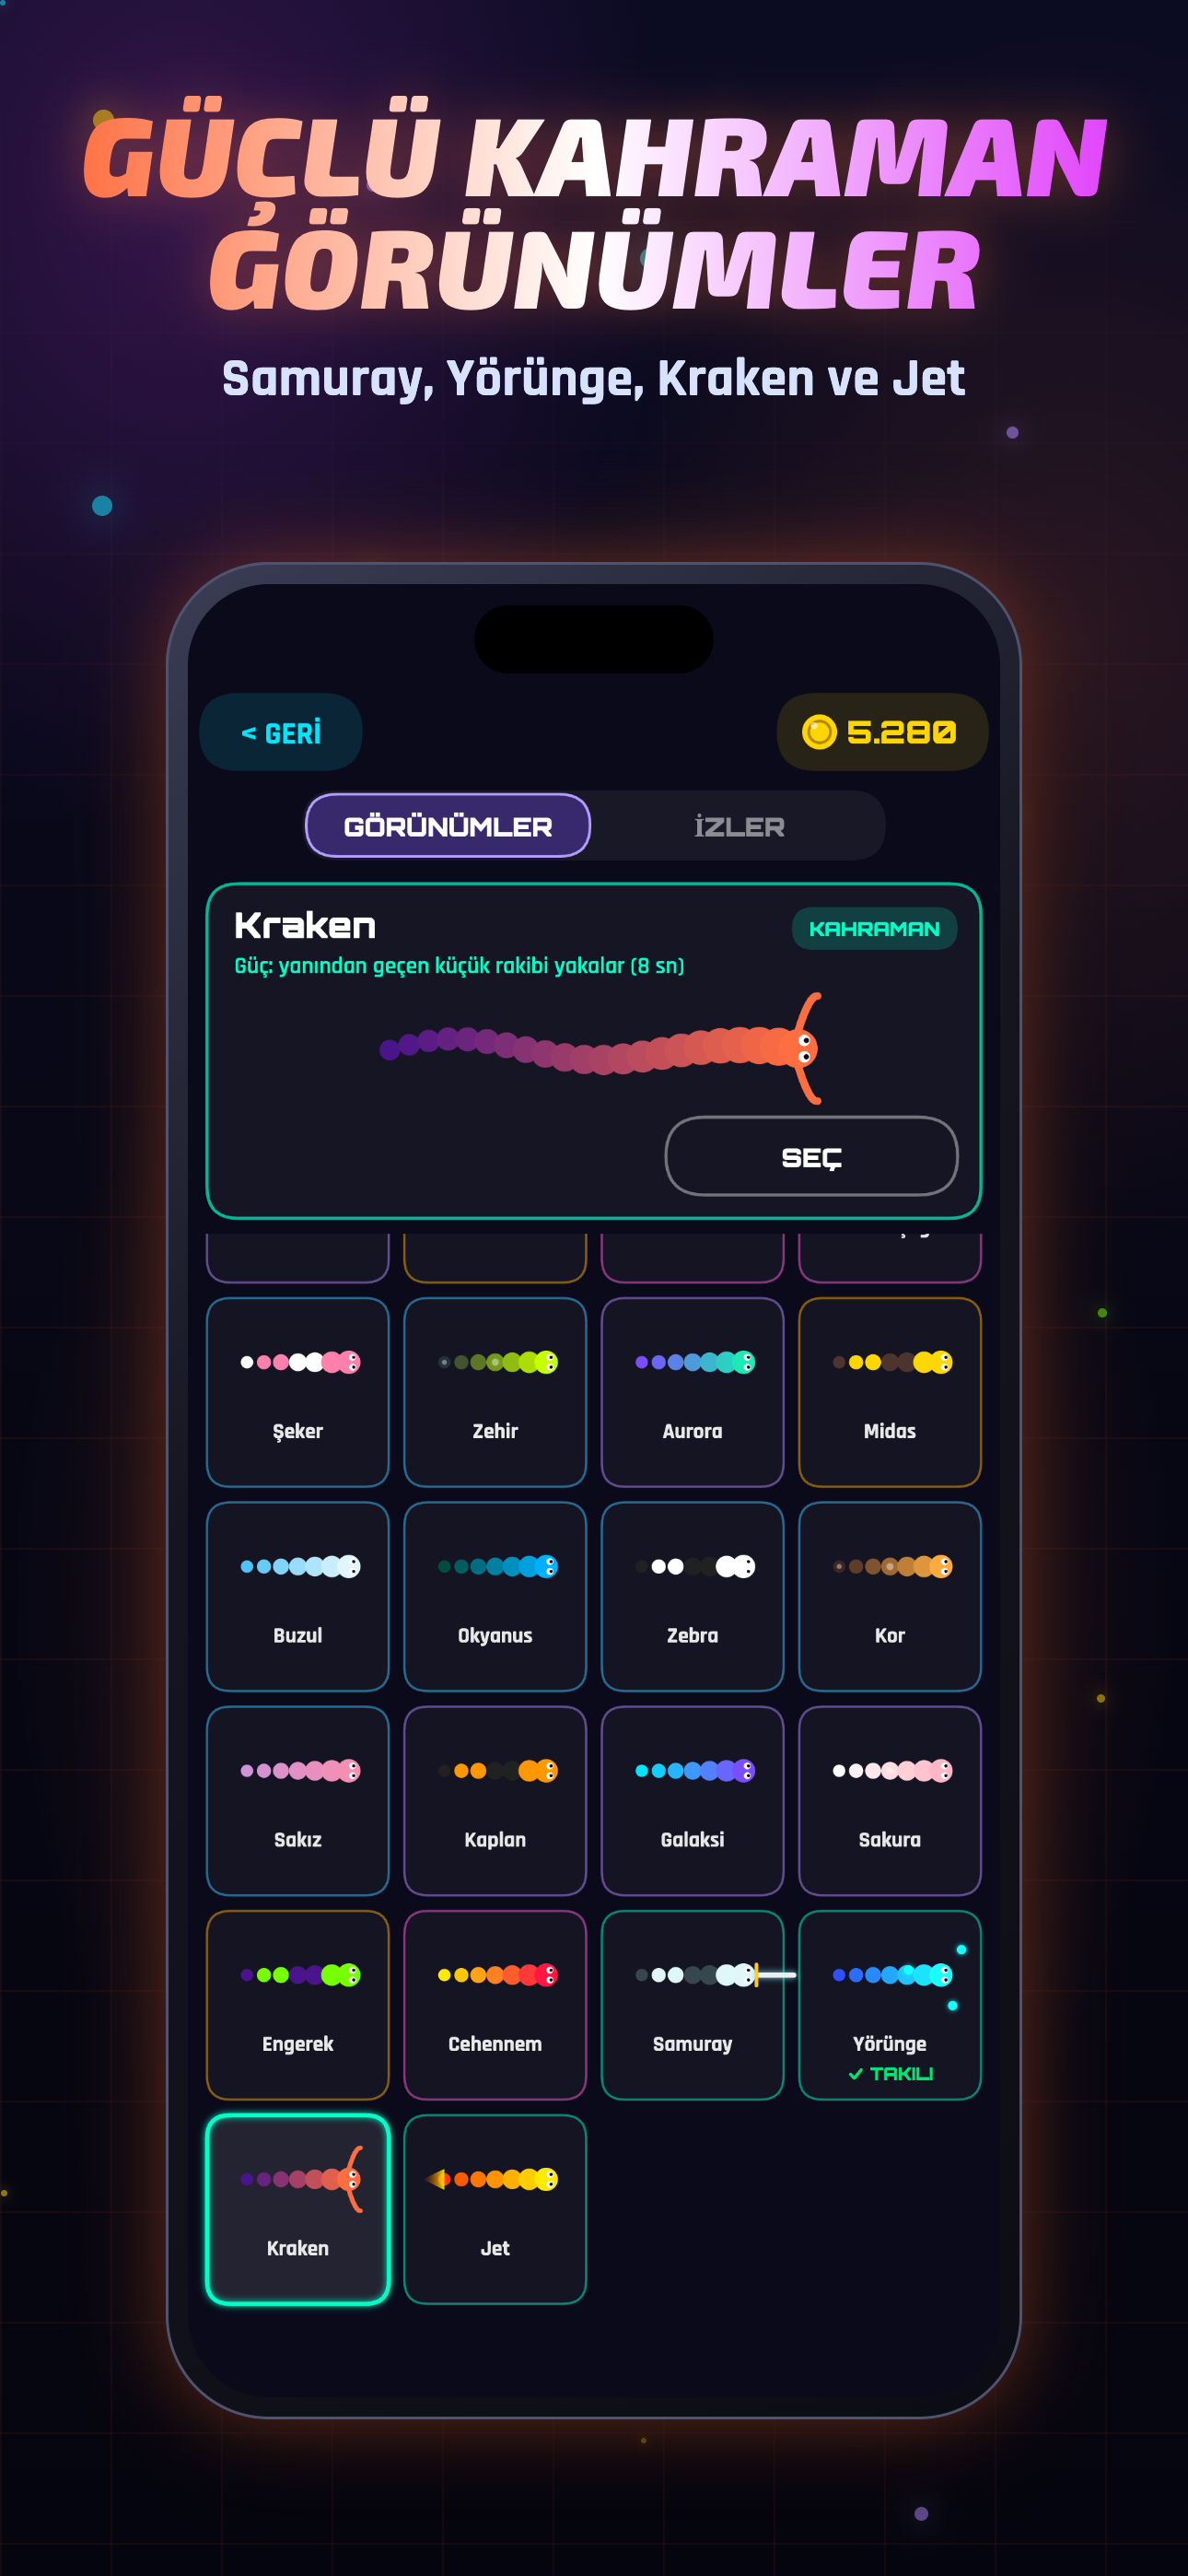 GÜÇLÜ KAHRAMAN
GÖRÜNÜMLER
Samuray, Yörünge, Kraken ve Jet
< GERİ
5.280
GÖRÜNÜMLER
İZLER
Kraken
KAHRAMAN
Güç: yanından geçen küçük rakibi yakalar (8 sn)
SEÇ
Şeker
Zehir
Aurora
Midas
Buzul
Okyanus
Zebra
Kor
Sakız
Kaplan
Galaksi
Sakura
Engerek
Cehennem
Samuray
Yörünge
✓ TAKILI
Kraken
Jet